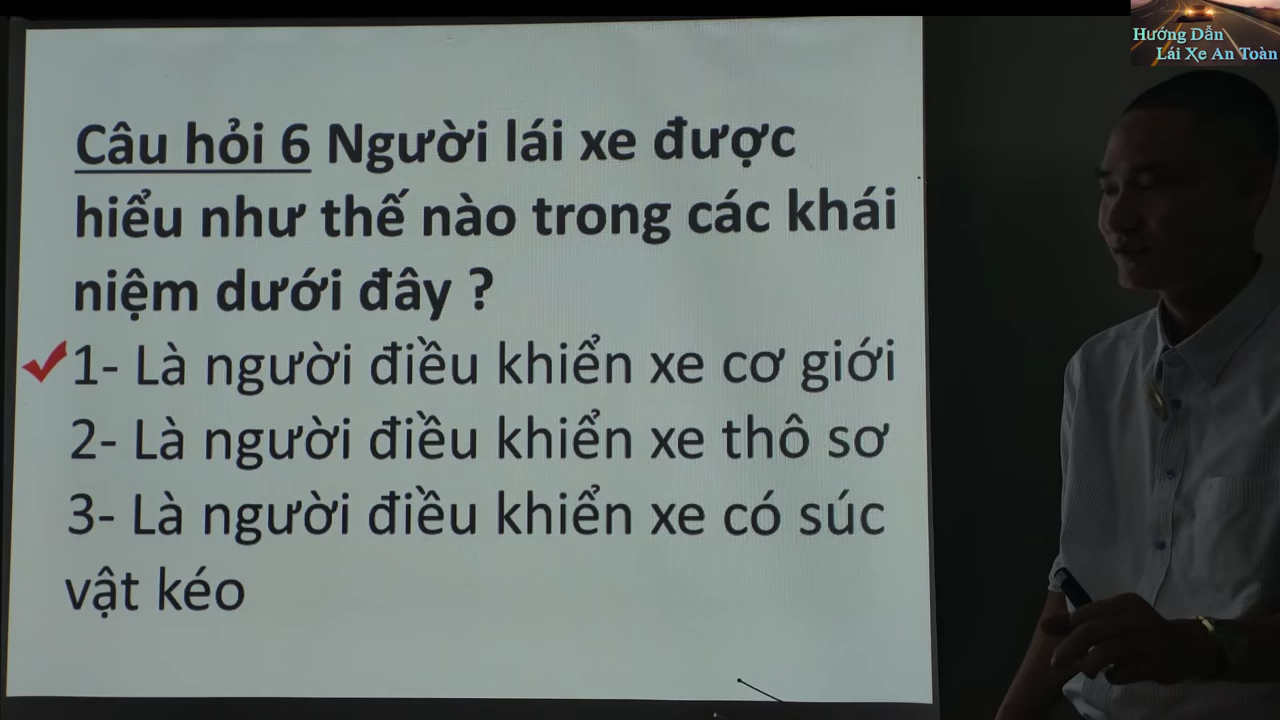 Hướng Dẫn
Lái Xe An Toàn
Câu hỏi 6 Người lái xe được
hiểu như thế nào trong các khái
niệm dưới đây ?
1- Là người điều khiển xe cơ giới
2- Là người điều khiển xe thô sơ
3- Là người điều khiển xe có súc
vật kéo